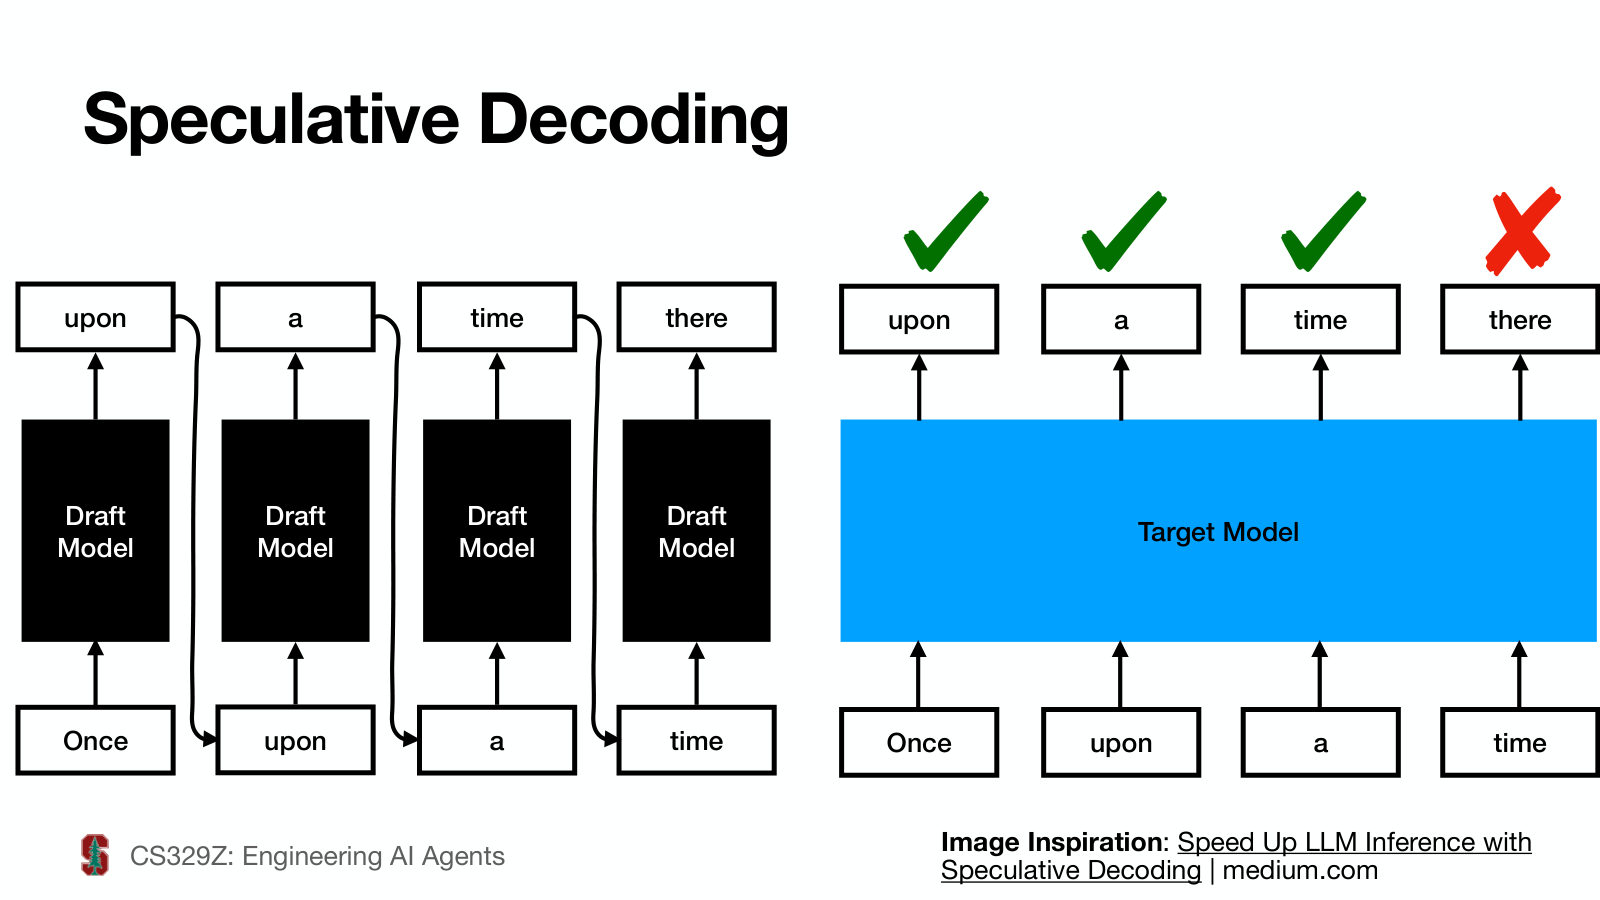 Speculative Decoding
upon
a
time
there
Draft
Model
Draft
Model
Draft
Model
Draft
Model
Once
upon
a
time
upon
a
time
there
Target Model
Once
upon
a
time
CS329Z: Engineering AI Agents
Image Inspiration: Speed Up LLM Inference with
Speculative Decoding | medium.com